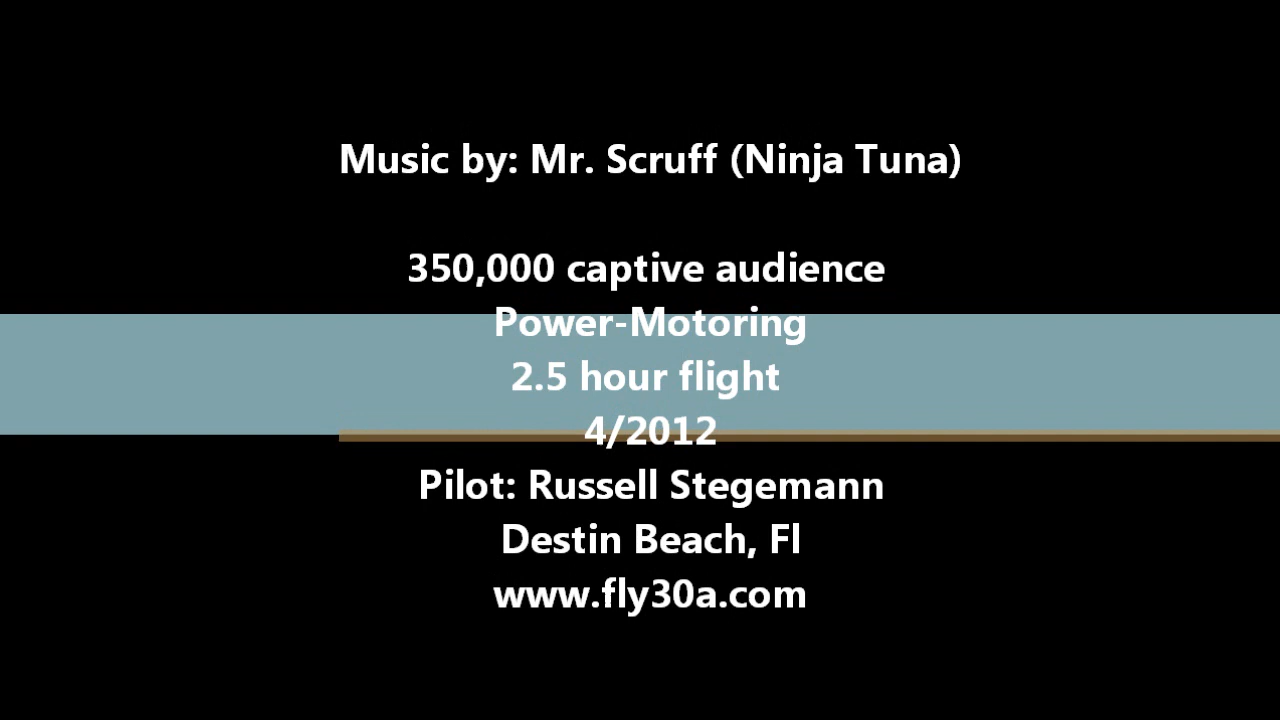 Music by: Mr. Scruff (Ninja Tuna)
350,000 captive audience
Power-Motoring
2.5 hour flight
4/2012
Pilot: Russell Stegemann
Destin Beach, Fl
www.fly30a.com